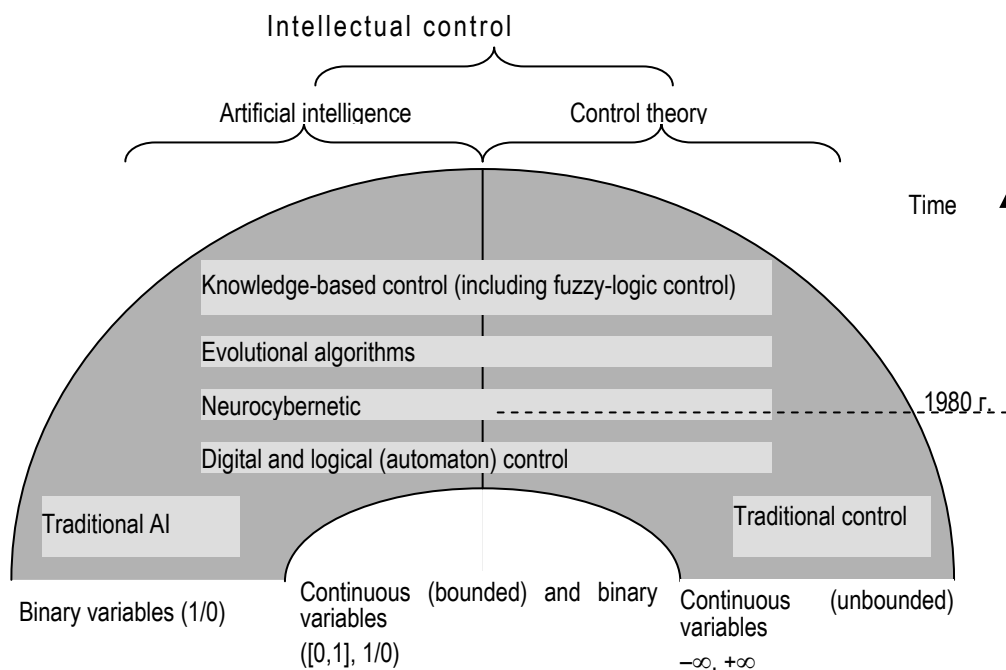 Intellectual control
Artificial intelligence
Control theory
Time
Knowledge-based control (including fuzzy-logic control)
Evolutional algorithms
Neurocybernetic
1980 г.
Digital and logical (automaton) control
Traditional AI
Traditional control
Binary variables (1/0)
Continuous (bounded) and binary
variables
([0,1], 1/0)
Continuous (unbounded)
variables
–∞, +∞